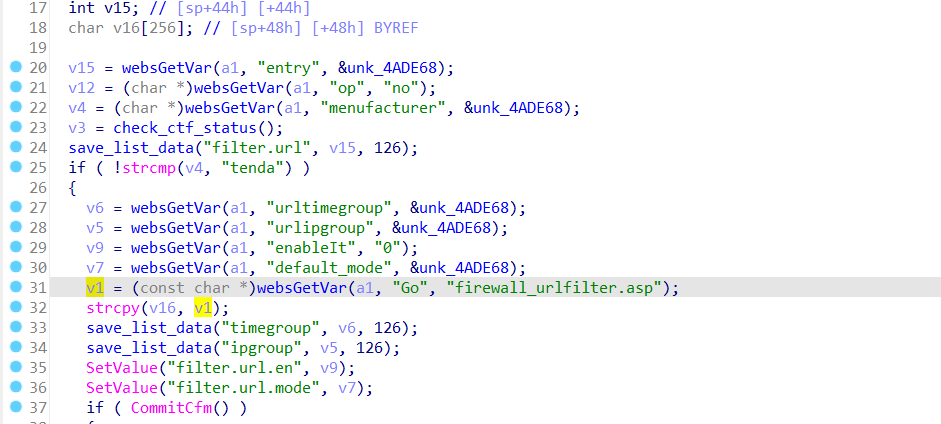 17 int v15; // [sp+44h] [+44h]
18 char v16[256]; // [sp+48h] [+48h] BYREF
19
20 v15 = websGetVar(a1, "entry", &unk_4ADE68);
21 v12 = (char *)websGetVar(a1, "op", "no");
22 v4 = (char *)websGetVar(a1, "menufacturer", &unk_4ADE68);
23 v3 = check_ctf_status();
24 save_list_data("filter.url", v15, 126);
25 if ( !strcmp(v4, "tenda") )
26 {
27 v6 = websGetVar(a1, "urltimegroup", &unk_4ADE68);
28 v5 = websGetVar(a1, "urlipgroup", &unk_4ADE68);
29 v9 = websGetVar(a1, "enableIt", "0");
30 v7 = websGetVar(a1, "default_mode", &unk_4ADE68);
31 v1 = (const char *)websGetVar(a1, "Go", "firewall_urlfilter.asp");
32 strcpy(v16, v1);
33 save_list_data("timegroup", v6, 126);
34 save_list_data("ipgroup", v5, 126);
35 SetValue("filter.url.en", v9);
36 SetValue("filter.url.mode", v7);
37 if ( CommitCfm() )